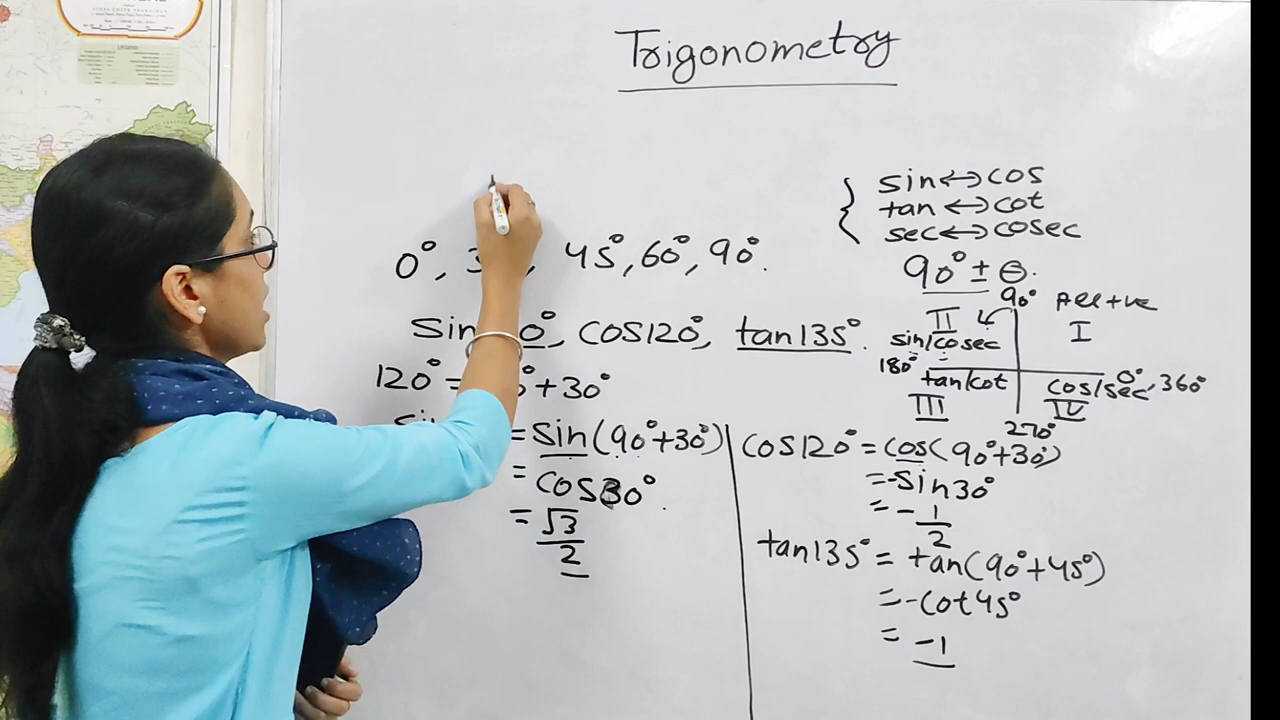 Trigonometry
0°, 45°, 60°, 90°.
sin 0°, cos120°, tan135°.
120° = +30°
= sin(90°+30°)
= cos30°.
= √3/2
sin↔cos
tan↔cot
sec↔cosec
90° ± θ.
90° All +ve
II I
sin/cosec
180° 0°, 360°
tan/cot cos/sec
III IV
270°
cos120° = cos(90°+30°)
= -sin30°
= -1/2
tan135° = tan(90°+45°)
= -cot45°
= -1
LEGEND